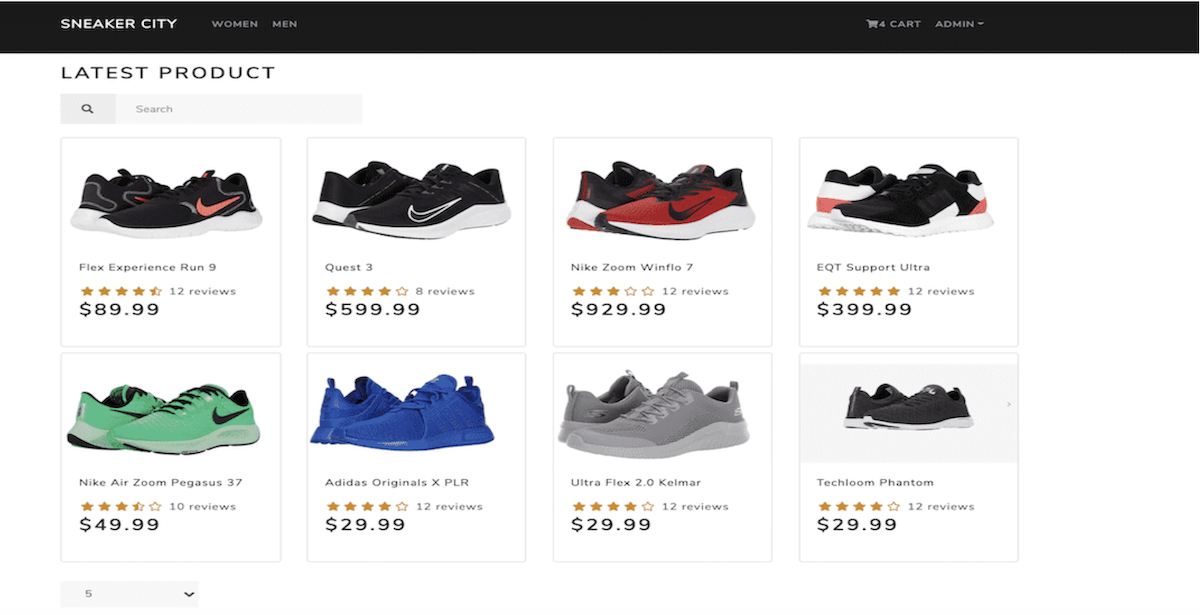 SNEAKER CITY WOMEN MEN 4 CART ADMIN
LATEST PRODUCT
Search
Flex Experience Run 9
12 reviews
$89.99
Quest 3
8 reviews
$599.99
Nike Zoom Winflo 7
12 reviews
$929.99
EQT Support Ultra
12 reviews
$399.99
Nike Air Zoom Pegasus 37
10 reviews
$49.99
Adidas Originals X PLR
12 reviews
$29.99
Ultra Flex 2.0 Kelmar
12 reviews
$29.99
Techloom Phantom
12 reviews
$29.99
5